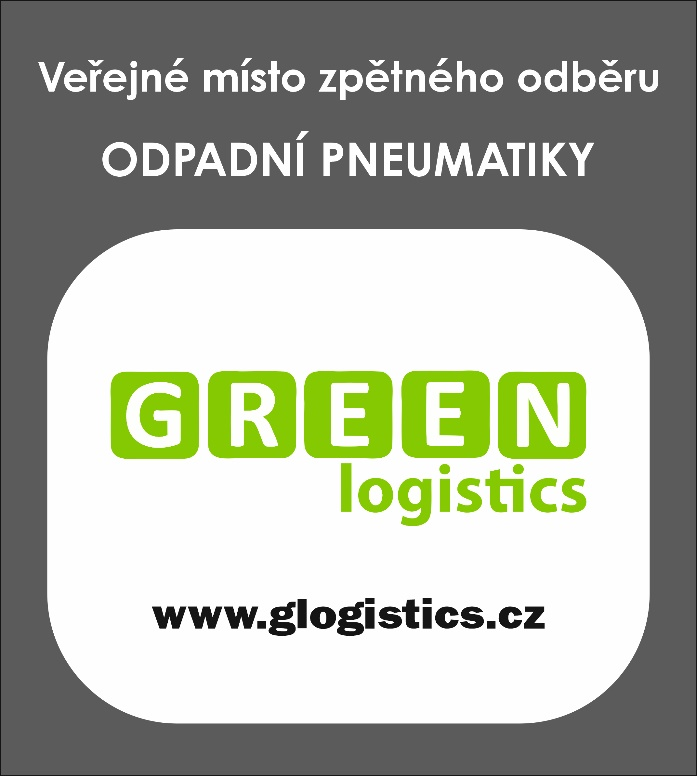 Veřejné místo zpětného odběru
ODPADNÍ PNEUMATIKY
GREEN
logistics
www.glogistics.cz